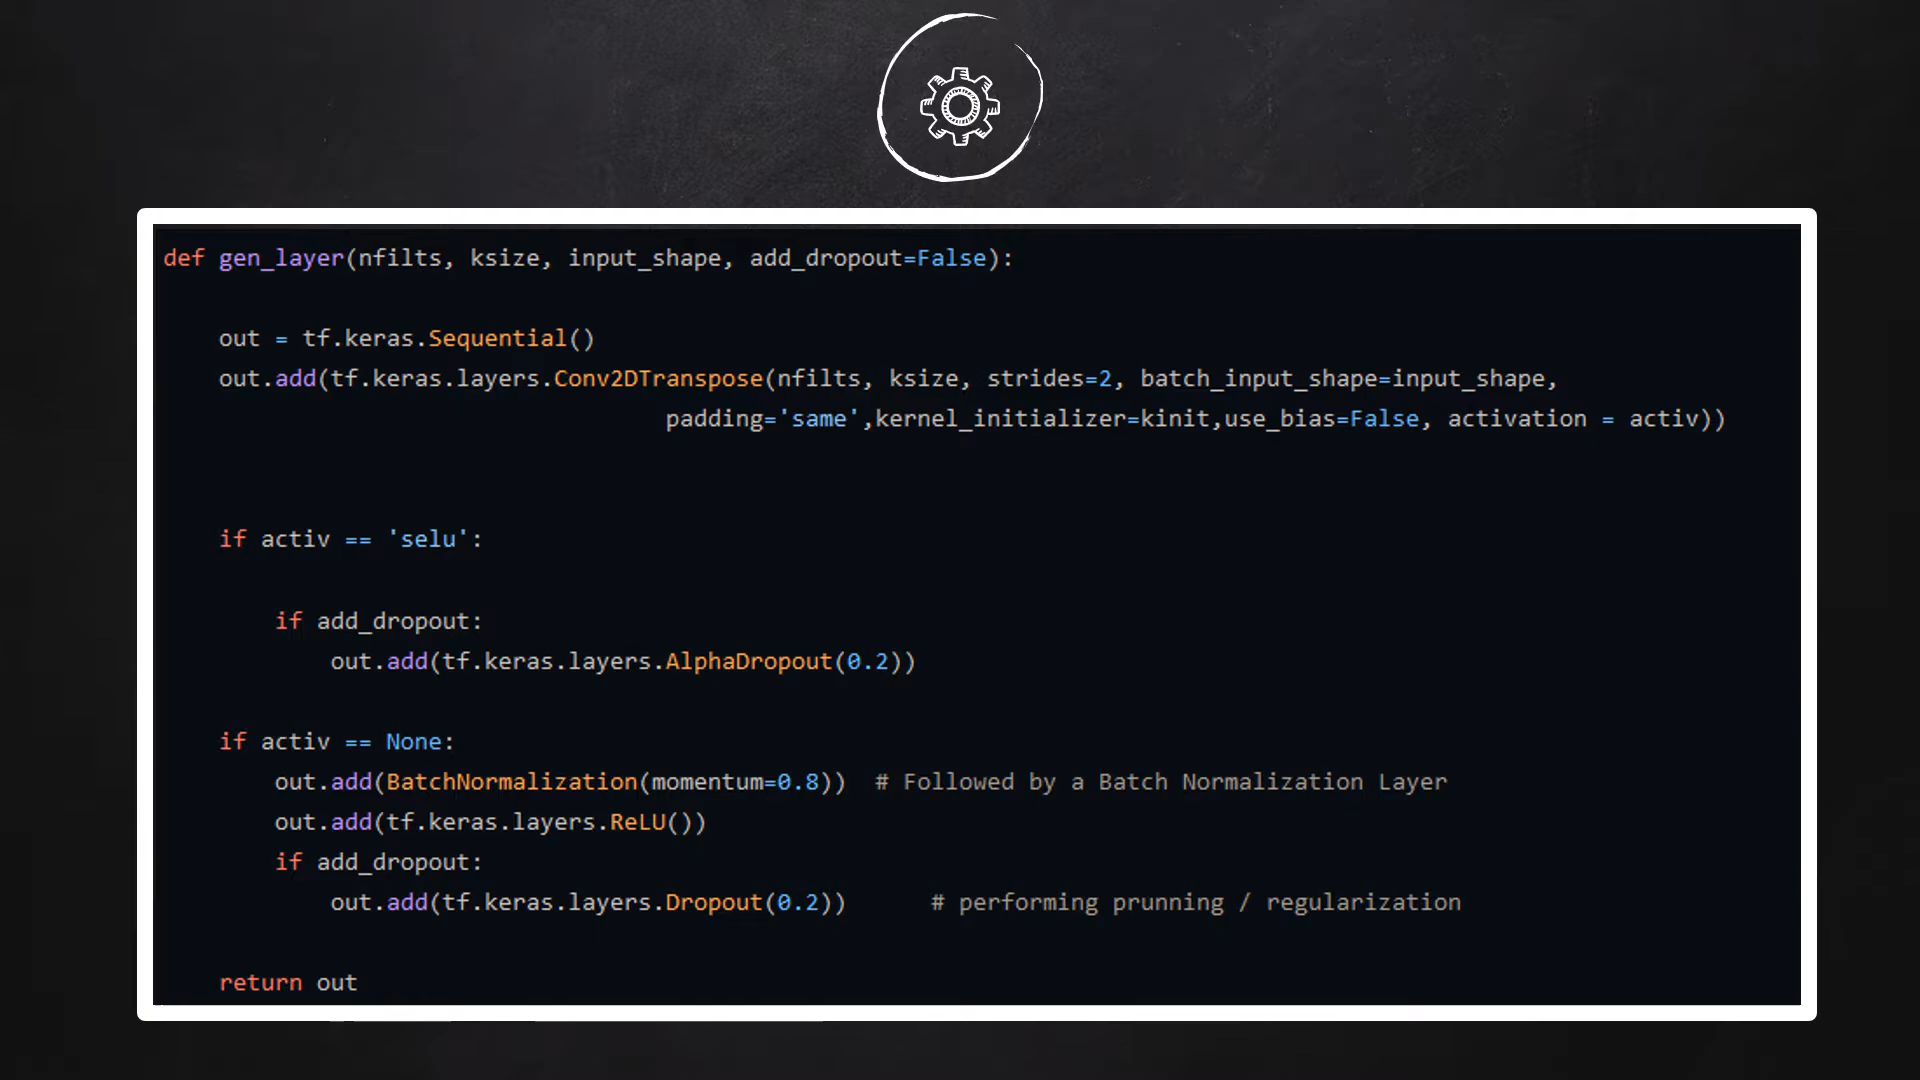 def gen_layer(nfilts, ksize, input_shape, add_dropout=False):
out = tf.keras.Sequential()
out.add(tf.keras.layers.Conv2DTranspose(nfilts, ksize, strides=2, batch_input_shape=input_shape,
padding='same',kernel_initializer=kinit,use_bias=False, activation = activ))
if activ == 'selu':
if add_dropout:
out.add(tf.keras.layers.AlphaDropout(0.2))
if activ == None:
out.add(BatchNormalization(momentum=0.8))  # Followed by a Batch Normalization Layer
out.add(tf.keras.layers.ReLU())
if add_dropout:
out.add(tf.keras.layers.Dropout(0.2))      # performing prunning / regularization
return out